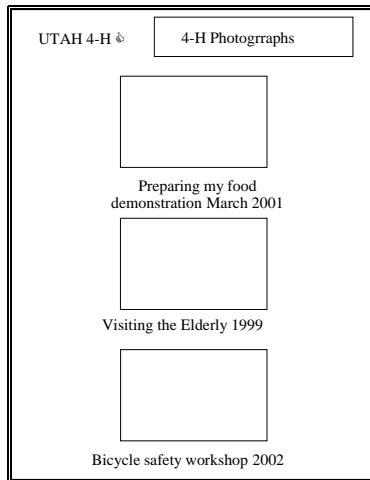 UTAH 4-H
4-H Photogrraphs
Preparing my food
demonstration March 2001
Visiting the Elderly 1999
Bicycle safety workshop 2002